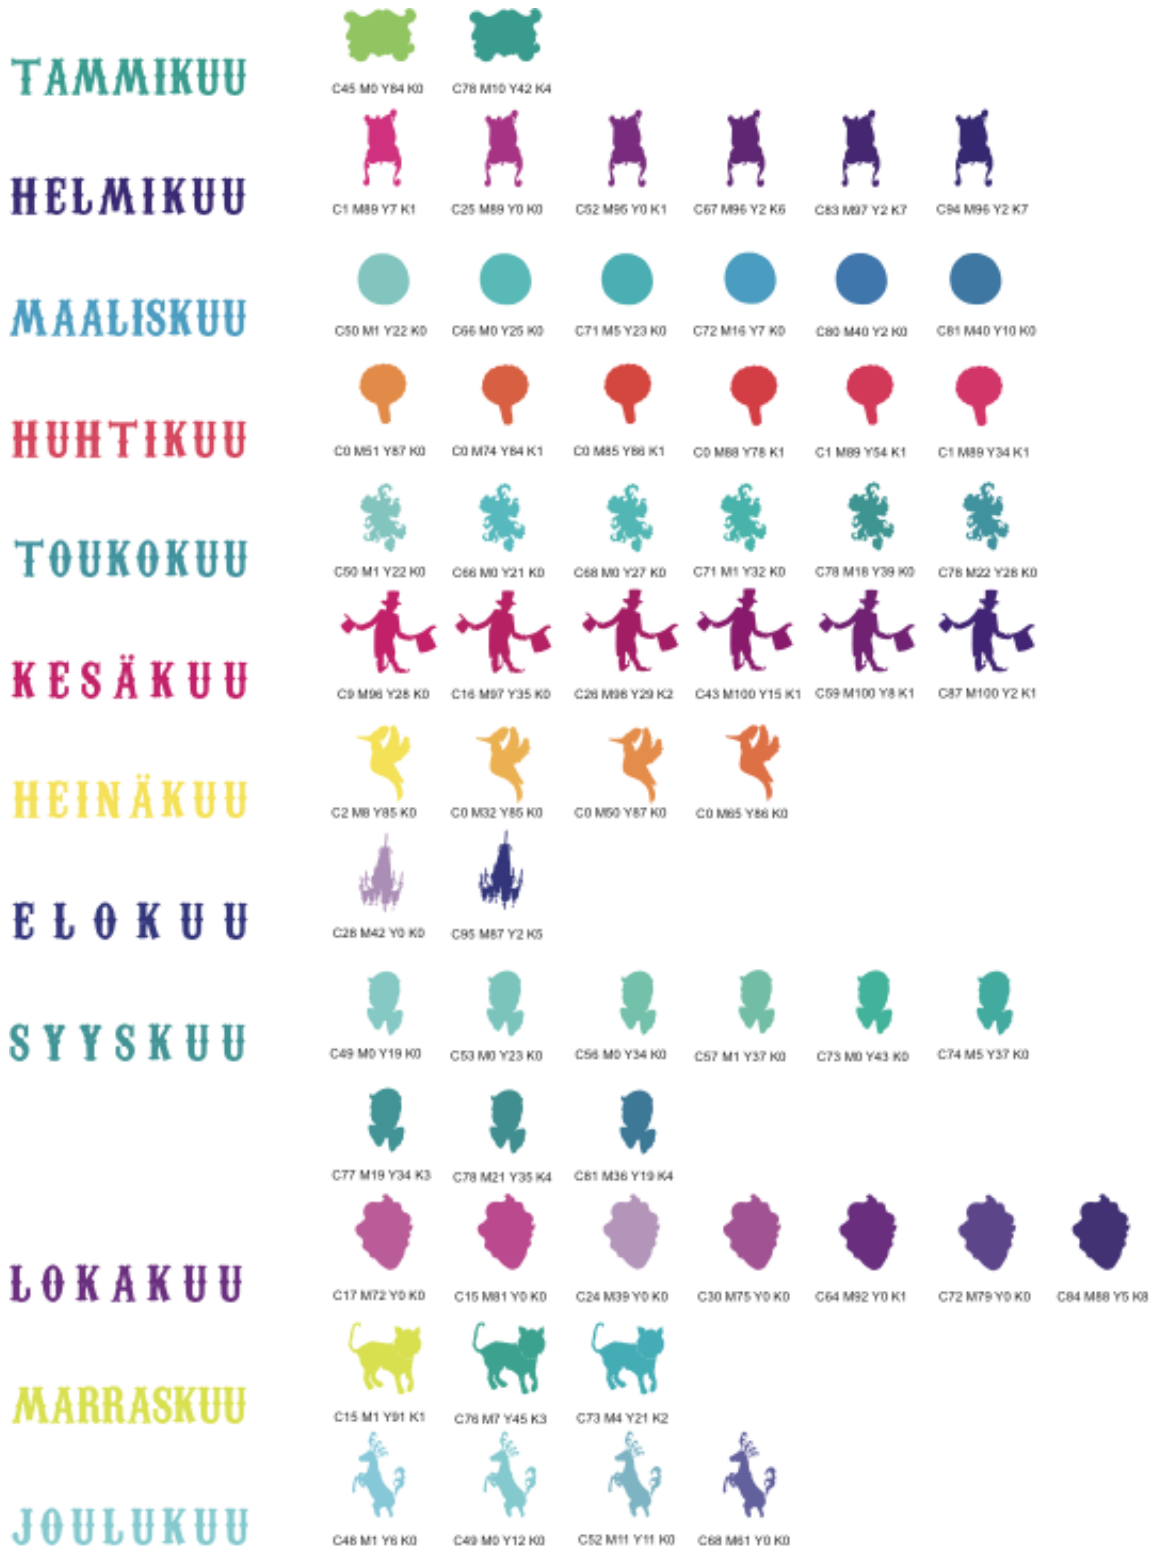 TAMMIKUU
C45 M0 Y84 K0 C78 M10 Y42 K4
HELMIKUU
C1 M89 Y7 K1 C25 M89 Y0 K0 C52 M95 Y0 K1 C67 M96 Y2 K6 C83 M97 Y2 K7 C94 M96 Y2 K7
MAALISKUU
C50 M1 Y22 K0 C66 M0 Y25 K0 C71 M5 Y23 K0 C72 M16 Y7 K0 C80 M40 Y2 K0 C81 M40 Y10 K0
HUHTIKUU
C0 M51 Y87 K0 C0 M74 Y84 K1 C0 M85 Y86 K1 C0 M88 Y78 K1 C1 M89 Y54 K1 C1 M89 Y34 K1
TOUKOKUU
C50 M1 Y22 K0 C66 M0 Y21 K0 C68 M0 Y27 K0 C71 M1 Y32 K0 C78 M18 Y39 K0 C78 M22 Y28 K0
KESÄKUU
C9 M96 Y28 K0 C16 M97 Y35 K0 C26 M98 Y29 K2 C43 M100 Y15 K1 C59 M100 Y8 K1 C87 M100 Y2 K1
HEINÄKUU
C2 M8 Y85 K0 C0 M32 Y85 K0 C0 M50 Y87 K0 C0 M65 Y86 K0
ELOKUU
C28 M42 Y0 K0 C95 M87 Y2 K5
SYYSKUU
C49 M0 Y19 K0 C53 M0 Y23 K0 C56 M0 Y34 K0 C57 M1 Y37 K0 C73 M0 Y43 K0 C74 M5 Y37 K0
C77 M19 Y34 K3 C78 M21 Y35 K4 C81 M36 Y19 K4
LOKAKUU
C17 M72 Y0 K0 C15 M81 Y0 K0 C24 M39 Y0 K0 C30 M75 Y0 K0 C64 M92 Y0 K1 C72 M79 Y0 K0 C84 M88 Y5 K8
MARRASKUU
C15 M1 Y91 K1 C76 M7 Y45 K3 C73 M4 Y21 K2
JOULUKUU
C48 M1 Y6 K0 C49 M0 Y12 K0 C52 M11 Y11 K0 C68 M61 Y0 K0